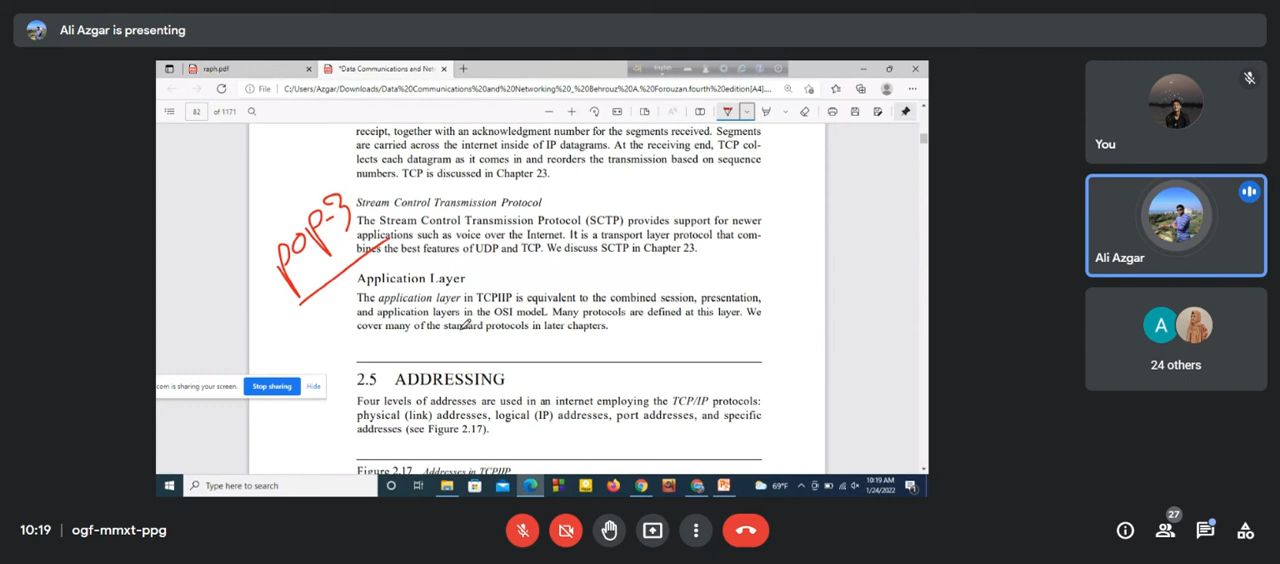 Ali Azgar is presenting
raph.pdf
*Data Communications and Net
English
File
C:/Users/Azgar/Downloads/Data%20Communications%20and%20Networking%20_%20Behrouz%20A.%20Forouzan.fourth%20edition[A4]....
82 of 1171
receipt, together with an acknowledgment number for the segments received. Segments
are carried across the internet inside of IP datagrams. At the receiving end, TCP col-
lects each datagram as it comes in and reorders the transmission based on sequence
numbers. TCP is discussed in Chapter 23.
Stream Control Transmission Protocol
The Stream Control Transmission Protocol (SCTP) provides support for newer
applications such as voice over the Internet. It is a transport layer protocol that com-
bines the best features of UDP and TCP. We discuss SCTP in Chapter 23.
pop-3
Application Layer
The application layer in TCPIIP is equivalent to the combined session, presentation,
and application layers in the OSI modeL Many protocols are defined at this layer. We
cover many of the standard protocols in later chapters.
2.5 ADDRESSING
Four levels of addresses are used in an internet employing the TCP/IP protocols:
physical (link) addresses, logical (IP) addresses, port addresses, and specific
addresses (see Figure 2.17).
Figure 2.17 Addresses in TCPIIP
com is sharing your screen.
Stop sharing
Hide
Type here to search
69°F
10:19 AM
1/24/2022
You
Ali Azgar
A
24 others
10:19 | ogf-mmxt-ppg
27